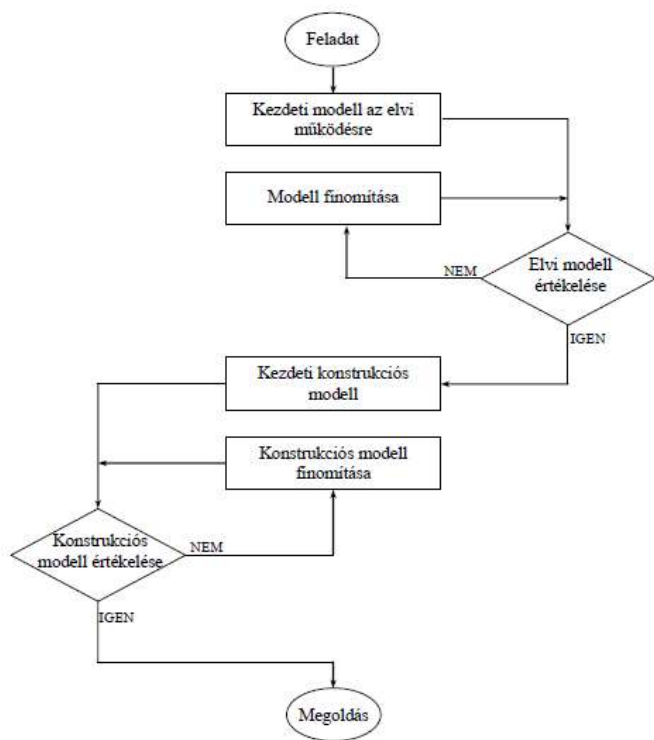 Feladat
Kezdeti modell az elvi
működésre
Modell finomítása
Elvi modell
értékelése
NEM
IGEN
Kezdeti konstrukciós
modell
Konstrukciós modell
finomítása
Konstrukciós
modell értékelése
NEM
IGEN
Megoldás